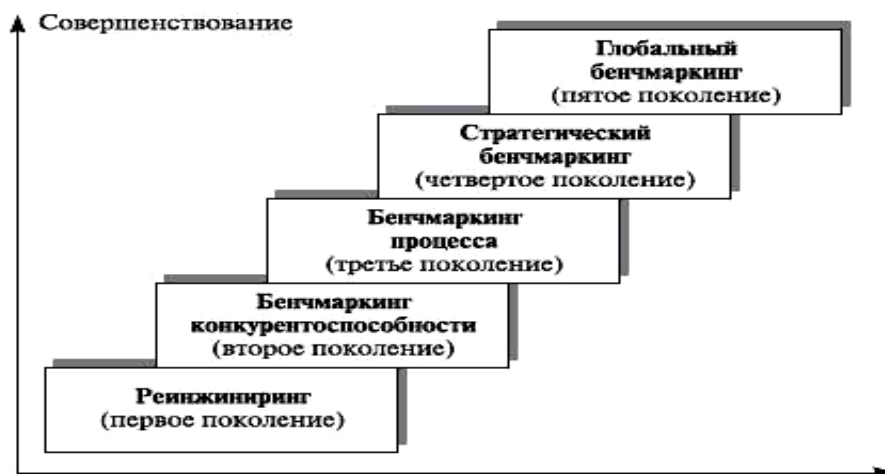 Совершенствование
Глобальный
бенчмаркинг
(пятое поколение)
Стратегический
бенчмаркинг
(четвертое поколение)
Бенчмаркинг
процесса
(третье поколение)
Бенчмаркинг
конкурентоспособности
(второе поколение)
Реинжиниринг
(первое поколение)